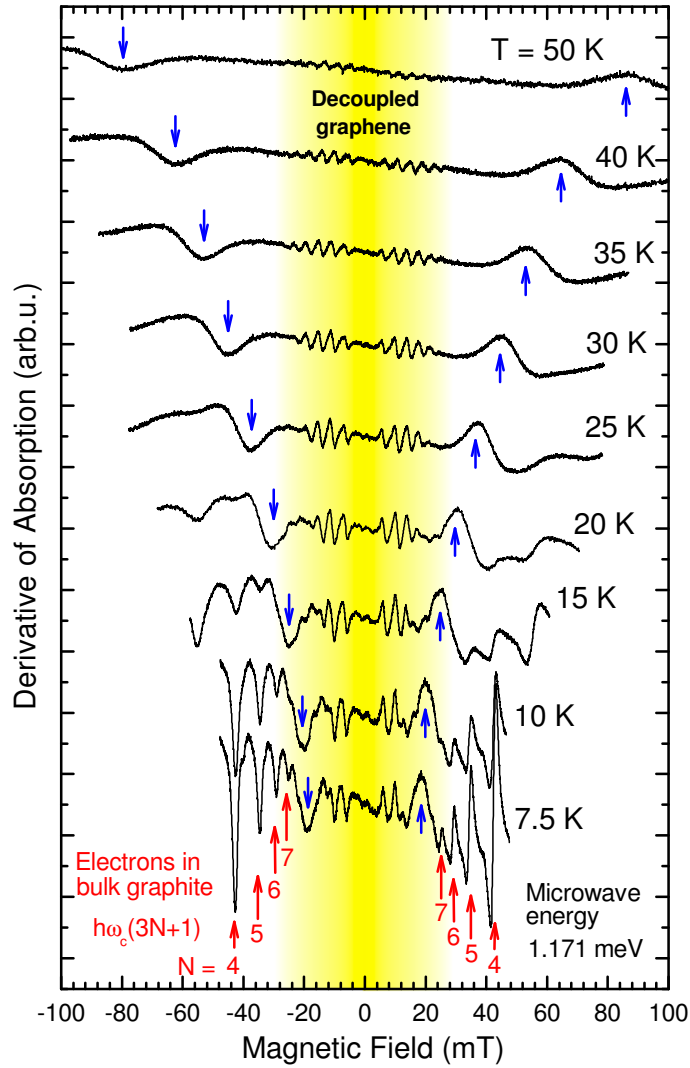 T = 50 K
Decoupled
graphene
40 K
35 K
30 K
25 K
20 K
15 K
10 K
7.5 K
Electrons in
bulk graphite
hω_c(3N+1)
N = 4
5
6
7
7
6
5
4
Microwave
energy
1.171 meV
-100 -80 -60 -40 -20 0 20 40 60 80 100
Magnetic Field (mT)
Derivative of Absorption (arb.u.)